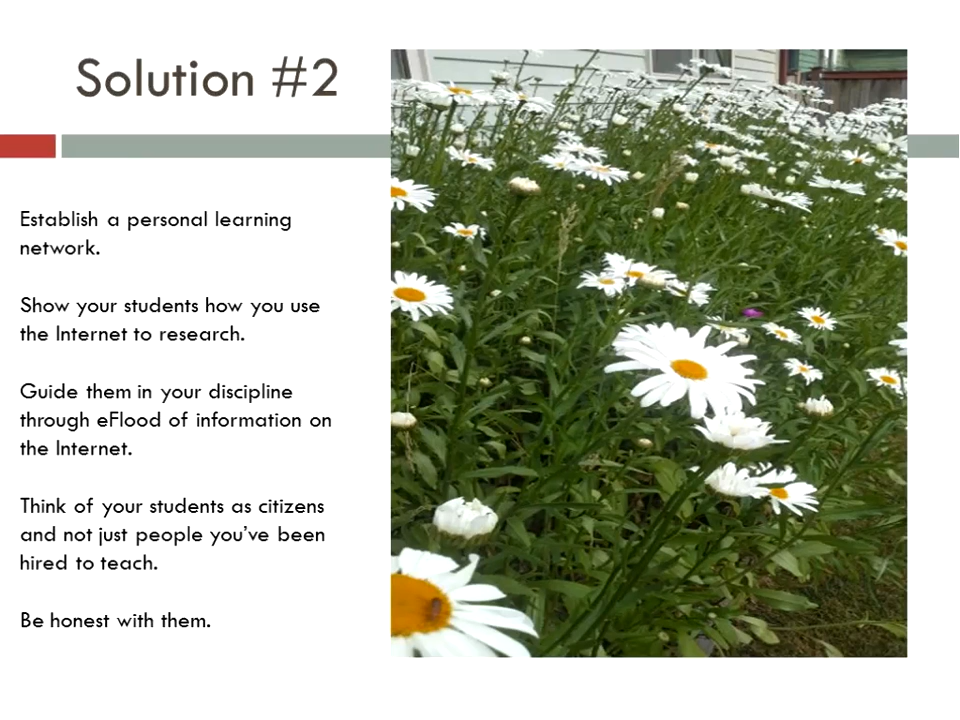 Solution #2
Establish a personal learning
network.
Show your students how you use
the Internet to research.
Guide them in your discipline
through eFlood of information on
the Internet.
Think of your students as citizens
and not just people you’ve been
hired to teach.
Be honest with them.